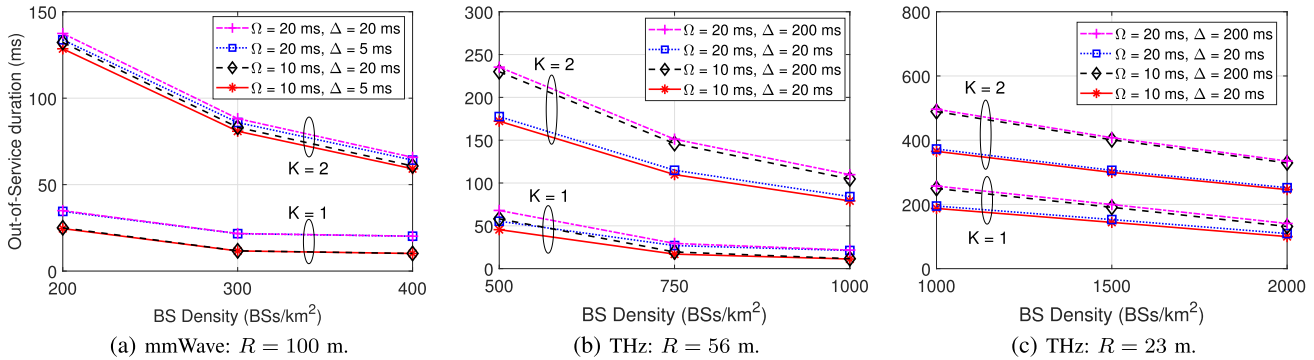 Out-of-Service duration (ms)
150
100
50
0
Ω = 20 ms, Δ = 20 ms
Ω = 20 ms, Δ = 5 ms
Ω = 10 ms, Δ = 20 ms
Ω = 10 ms, Δ = 5 ms
K = 2
K = 1
200
300
400
BS Density (BSs/km²)
(a) mmWave: R = 100 m.
300
250
200
150
100
50
0
Ω = 20 ms, Δ = 200 ms
Ω = 20 ms, Δ = 20 ms
Ω = 10 ms, Δ = 200 ms
Ω = 10 ms, Δ = 20 ms
K = 2
K = 1
500
750
1000
BS Density (BSs/km²)
(b) THz: R = 56 m.
800
600
400
200
0
Ω = 20 ms, Δ = 200 ms
Ω = 20 ms, Δ = 20 ms
Ω = 10 ms, Δ = 200 ms
Ω = 10 ms, Δ = 20 ms
K = 2
K = 1
1000
1500
2000
BS Density (BSs/km²)
(c) THz: R = 23 m.